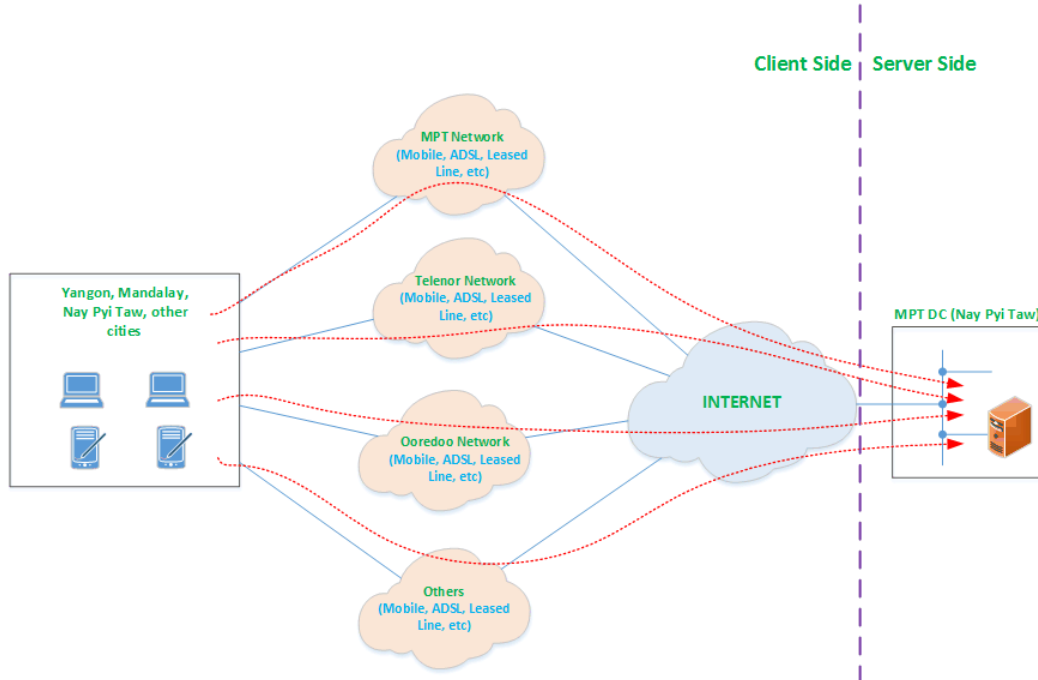 Client Side
Server Side
MPT Network
(Mobile, ADSL, Leased
Line, etc)
Telenor Network
(Mobile, ADSL, Leased
Line, etc)
Yangon, Mandalay,
Nay Pyi Taw, other
cities
MPT DC (Nay Pyi Taw)
INTERNET
Ooredoo Network
(Mobile, ADSL, Leased
Line, etc)
Others
(Mobile, ADSL, Leased
Line, etc)